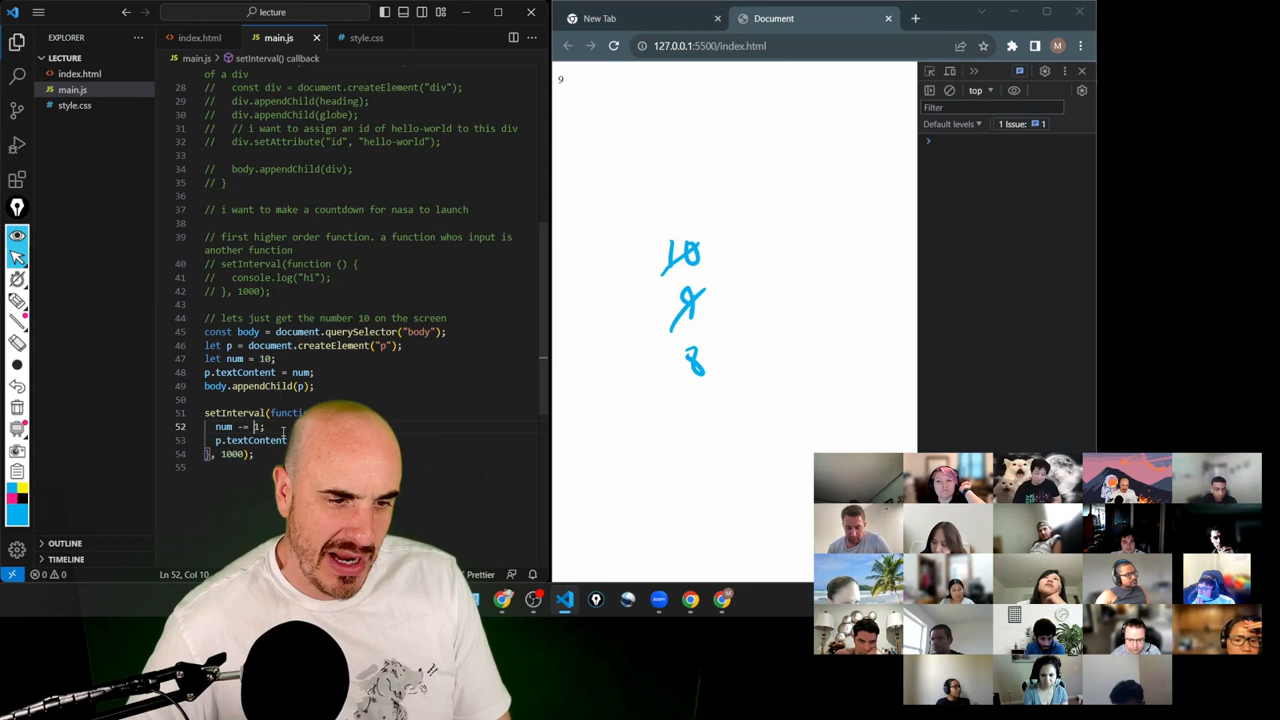 lecture
EXPLORER
index.html
main.js
style.css
LECTURE
index.html
main.js
style.css
main.js > setInterval() callback
of a div
28 // const div = document.createElement("div");
29 // div.appendChild(heading);
30 // div.appendChild(globe);
31 // // i want to assign an id of hello-world to this div
32 // div.setAttribute("id", "hello-world");
33
34 // body.appendChild(div);
35 // }
36
37 // i want to make a countdown for nasa to launch
38
39 // first higher order function. a function whos input is
another function
40 // setInterval(function () {
41 // console.log("hi");
42 // }, 1000);
43
44 // lets just get the number 10 on the screen
45 const body = document.querySelector("body");
46 let p = document.createElement("p");
47 let num = 10;
48 p.textContent = num;
49 body.appendChild(p);
50
51 setInterval(functi
52 num -= 1;
53 p.textContent
54 }, 1000);
55
OUTLINE
TIMELINE
0 0
Ln 52, Col 10
Prettier
New Tab
Document
127.0.0.1:5500/index.html
M
9
10
9
8
top
Filter
Default levels
1 Issue: 1
zoom